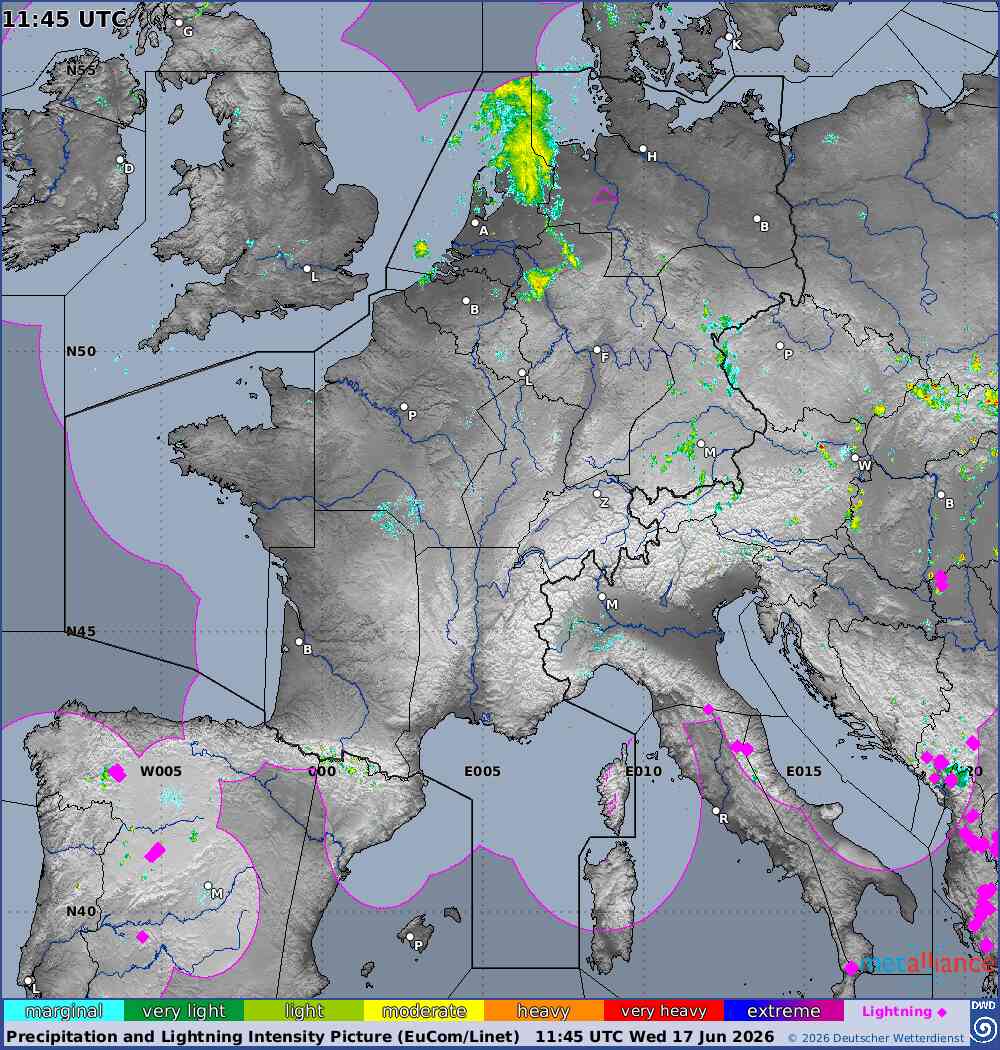 11:45 UTC
G
K
N55
H
D
A
B
L
B
N50
F
P
L
P
M
W
Z
B
M
N45
B
W005
000
E005
E010
E015
20
R
M
N40
P
metalliance
L
marginal very light light moderate heavy very heavy extreme Lightning
DWD
Precipitation and Lightning Intensity Picture (EuCom/Linet) 11:45 UTC Wed 17 Jun 2026 © 2026 Deutscher Wetterdienst